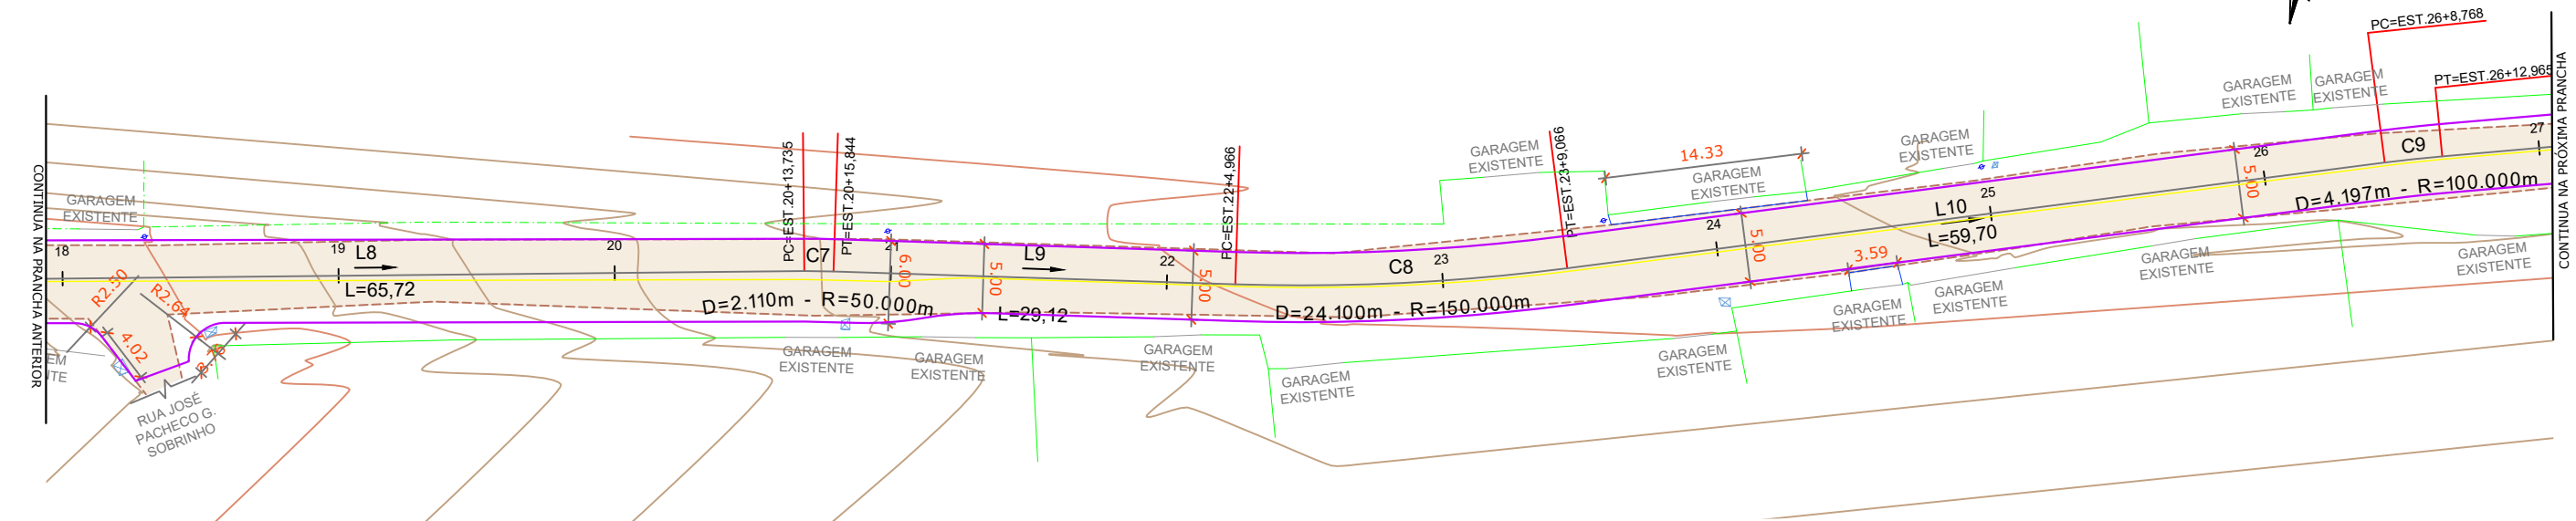 CONTINUA NA PRANCHA ANTERIOR
GARAGEM
EXISTENTE
18
19
L8
L=65,72
20
R2.50
R2.64
4.02
RUA JOSÉ
PACHECO G.
SOBRINHO
PC=EST.20+13,735
C7
PT=EST.20+15,844
21
6.00
D=2.110m - R=50.000m
GARAGEM
EXISTENTE
GARAGEM
EXISTENTE
5.00
L9
L=29,12
22
5.00
GARAGEM
EXISTENTE
PC=EST.22+4,966
C8
23
D=24.100m - R=150.000m
GARAGEM
EXISTENTE
GARAGEM
EXISTENTE
PT=EST.23+9,066
14.33
GARAGEM
EXISTENTE
24
5.00
GARAGEM
EXISTENTE
3.59
GARAGEM
EXISTENTE
GARAGEM
EXISTENTE
GARAGEM
EXISTENTE
L10
L=59,70
25
GARAGEM
EXISTENTE
GARAGEM
EXISTENTE
GARAGEM
EXISTENTE
26
5.00
PC=EST.26+8,768
PT=EST.26+12,965
C9
27
D=4.197m - R=100.000m
GARAGEM
EXISTENTE
CONTINUA NA PRÓXIMA PRANCHA